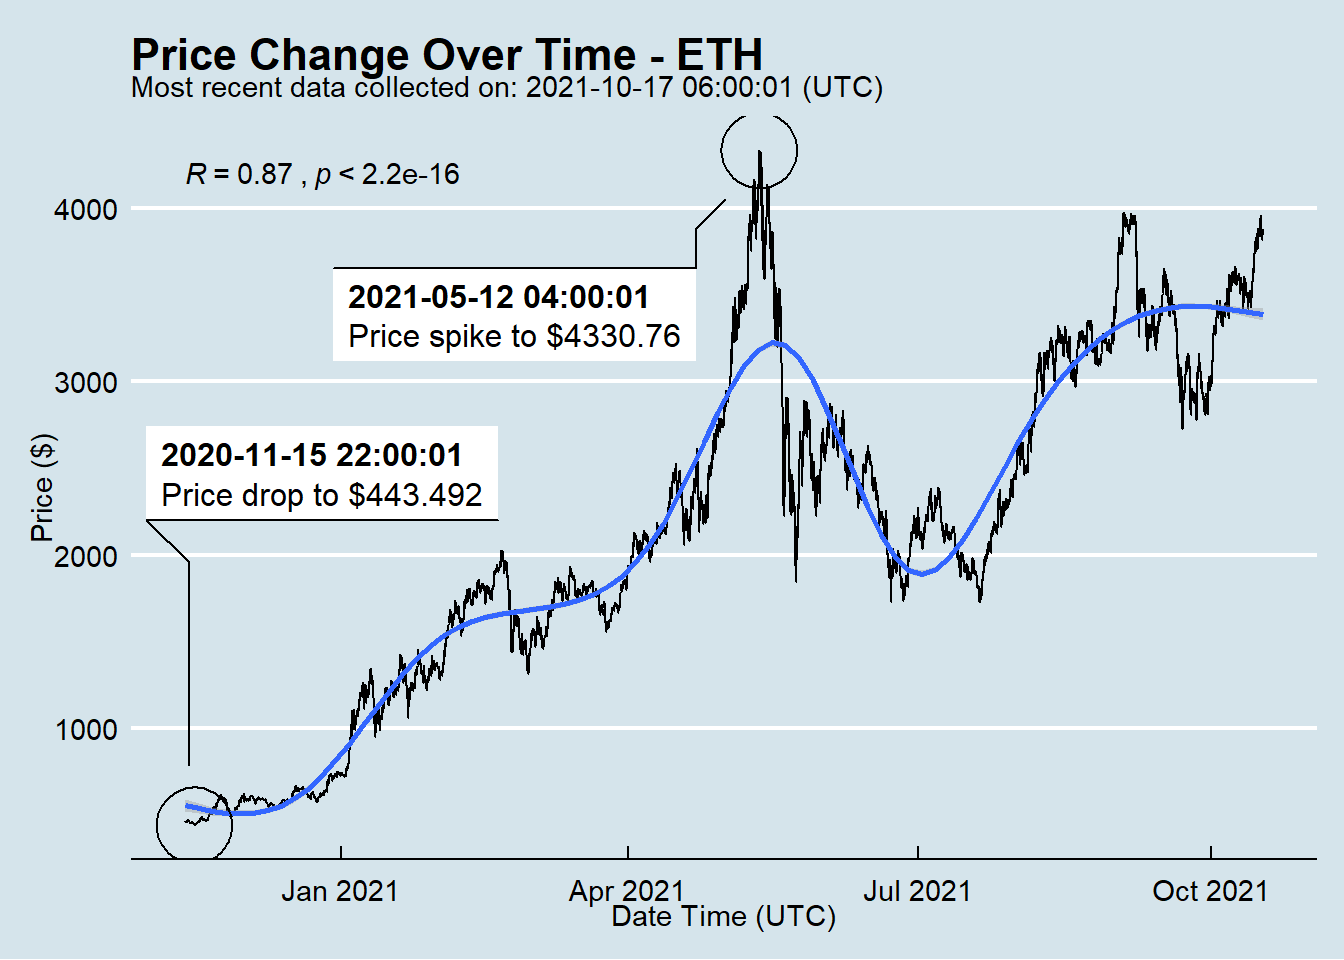 Price Change Over Time - ETH
Most recent data collected on: 2021-10-17 06:00:01 (UTC)
R = 0.87 , p < 2.2e-16
4000
2021-05-12 04:00:01
Price spike to $4330.76
3000
2020-11-15 22:00:01
Price drop to $443.492
Price ($)
2000
1000
Jan 2021
Apr 2021
Jul 2021
Oct 2021
Date Time (UTC)